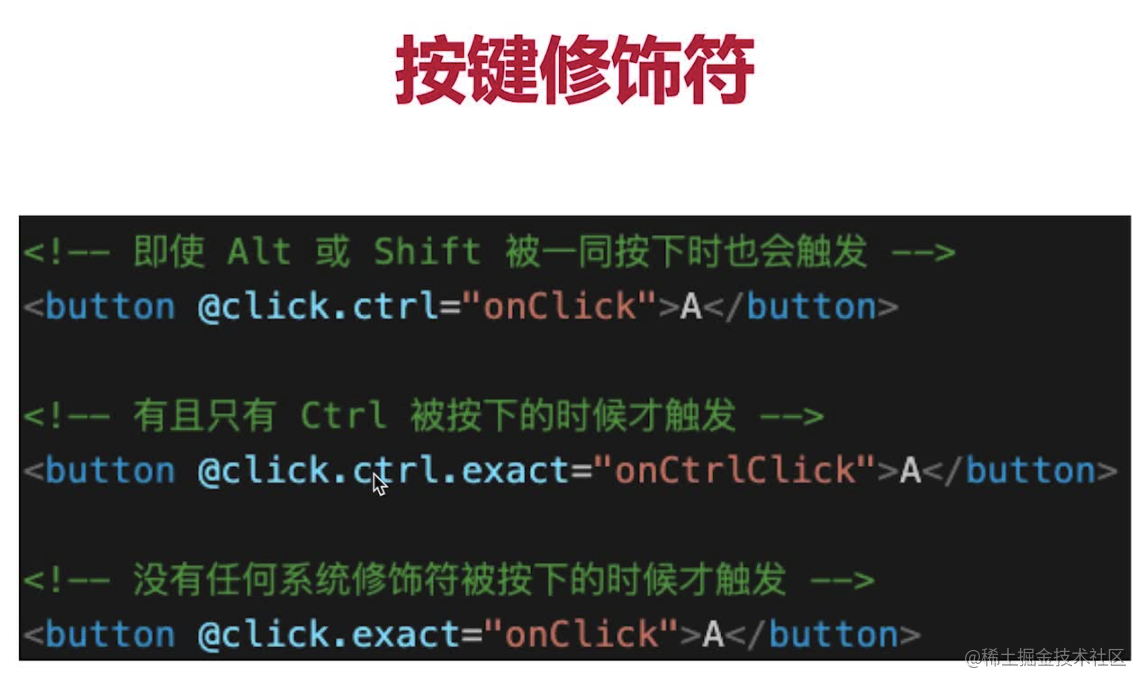 按键修饰符
<!-- 即使 Alt 或 Shift 被一同按下时也会触发 -->
<button @click.ctrl="onClick">A</button>
<!-- 有且只有 Ctrl 被按下的时候才触发 -->
<button @click.ctrl.exact="onCtrlClick">A</button>
<!-- 没有任何系统修饰符被按下的时候才触发 -->
<button @click.exact="onClick">A</button>
@稀土掘金技术社区